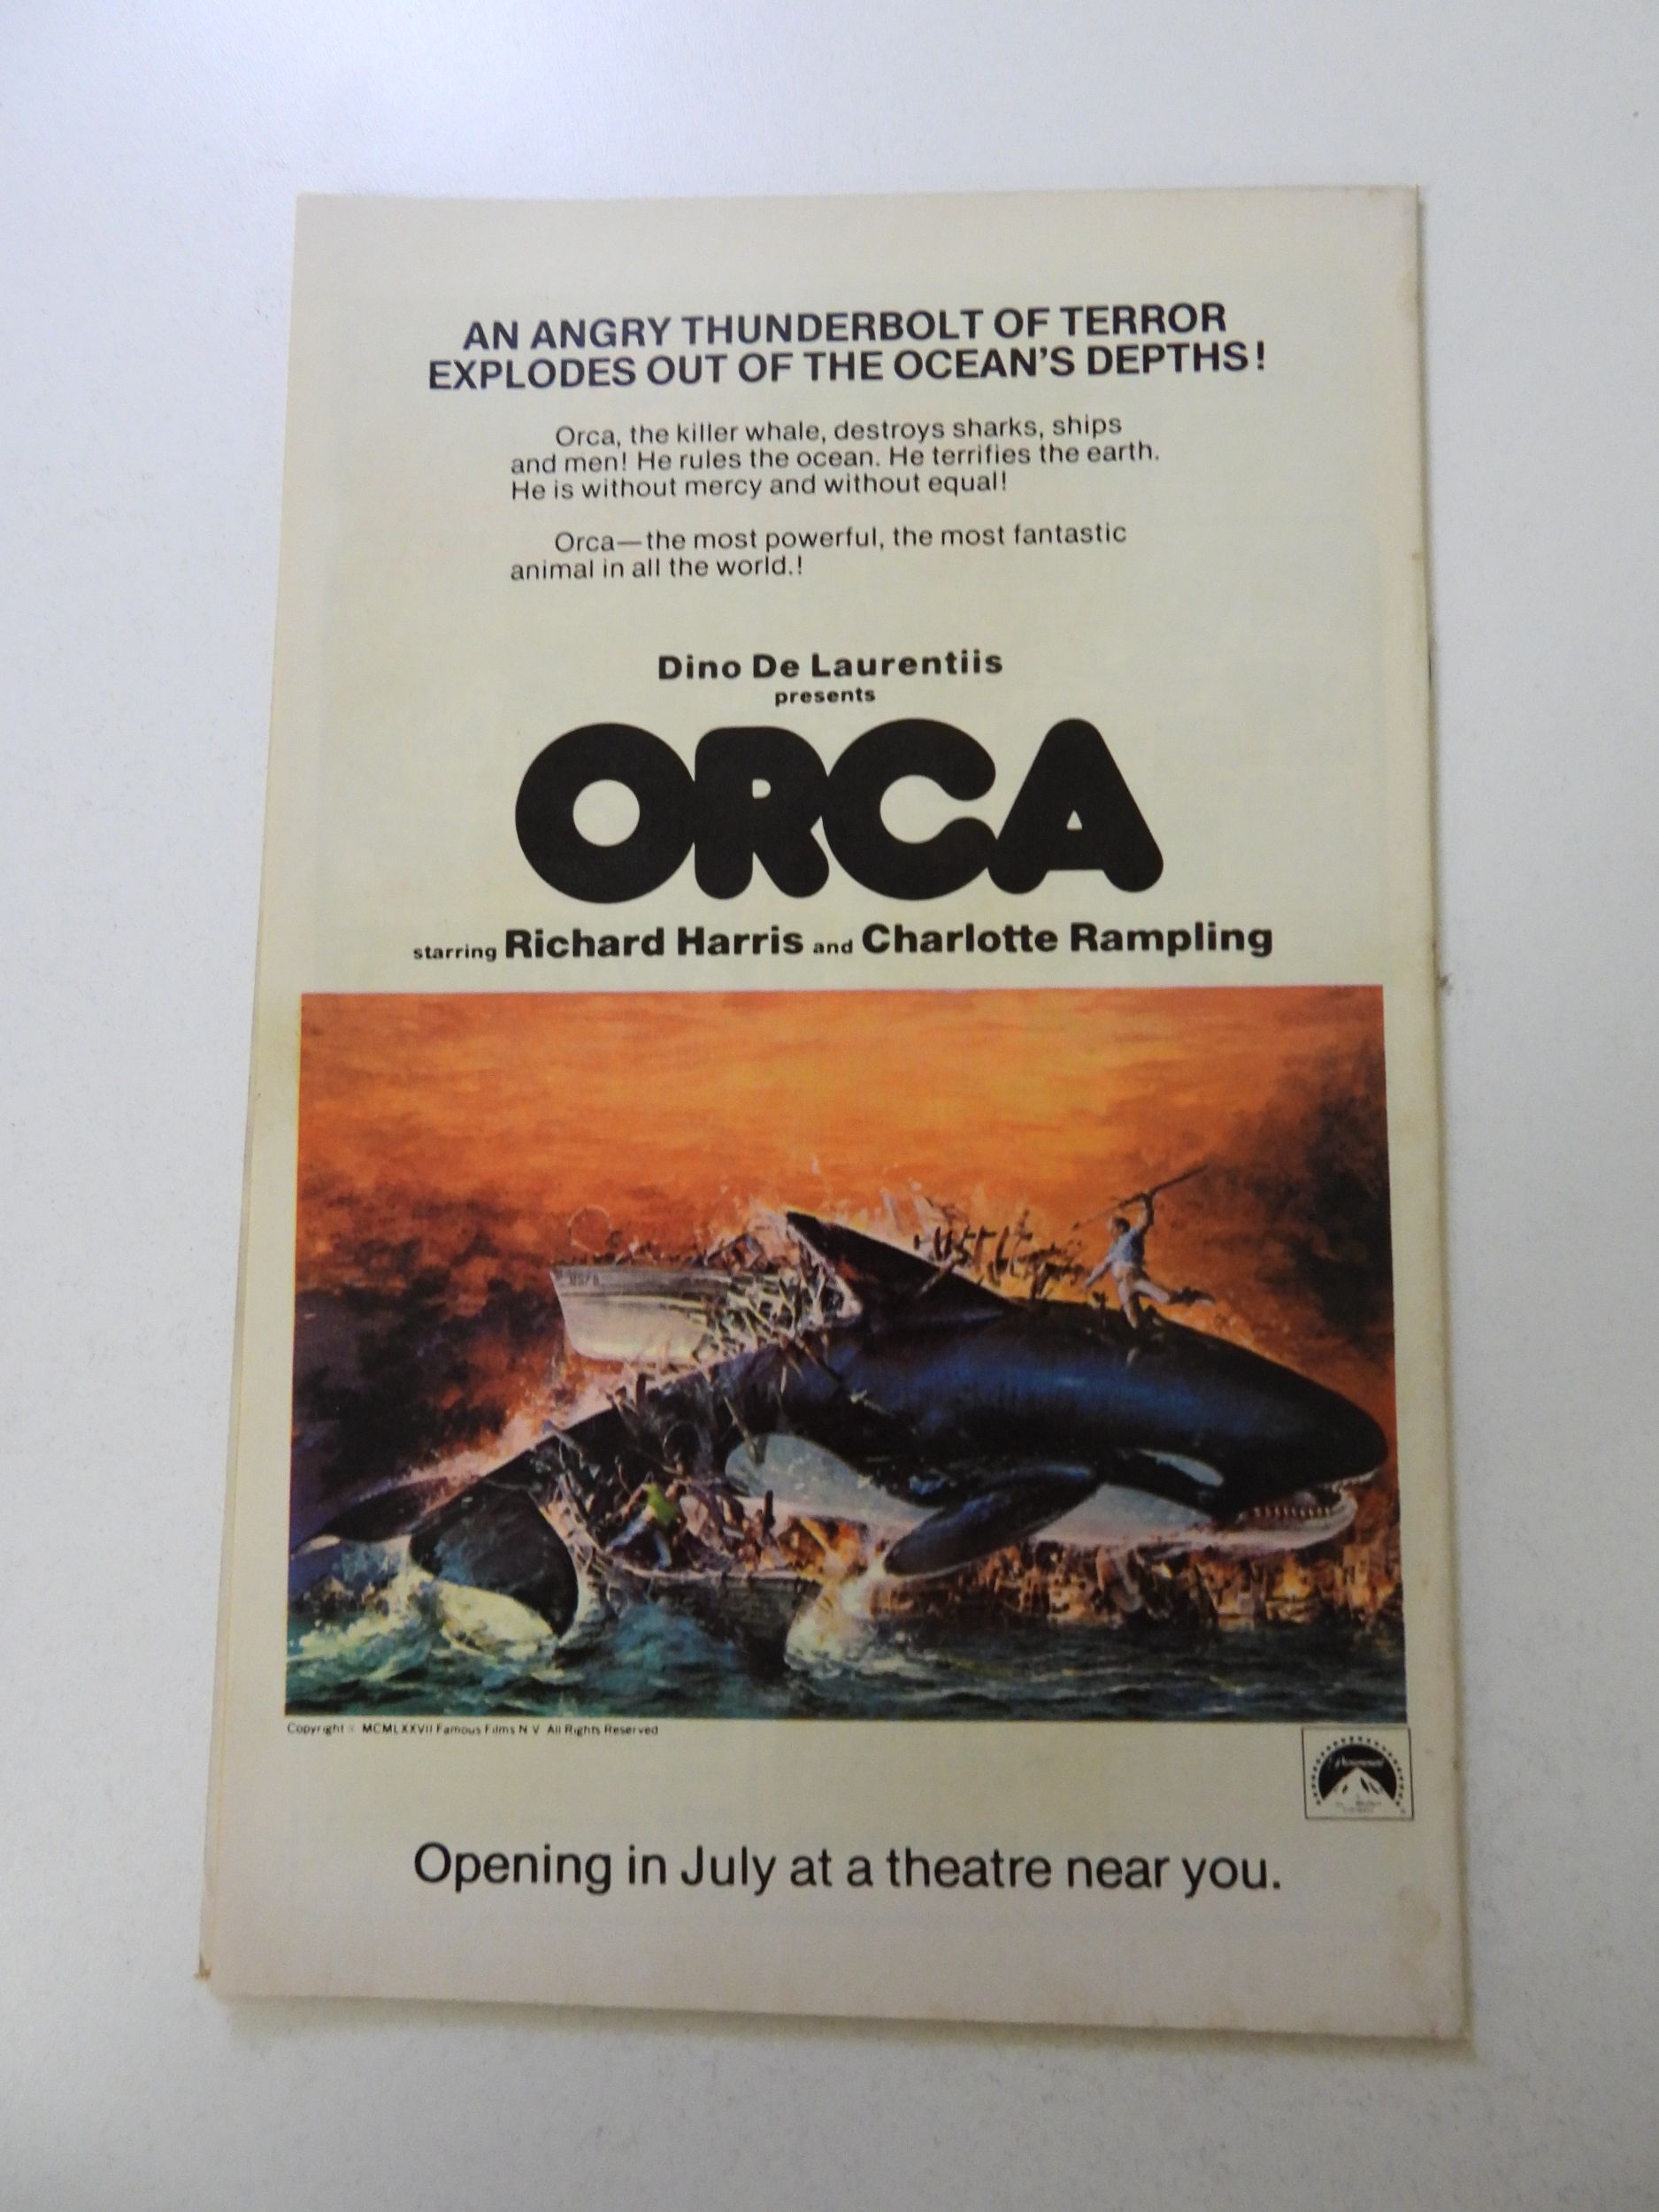 AN ANGRY THUNDERBOLT OF TERROR
EXPLODES OUT OF THE OCEAN'S DEPTHS!
Orca, the killer whale, destroys sharks, ships
and men! He rules the ocean. He terrifies the earth.
He is without mercy and without equal!
Orca—the most powerful, the most fantastic
animal in all the world.!
Dino De Laurentiis
presents
ORCA
starring Richard Harris and Charlotte Rampling
Copyright MCMLXXVII Famous Films N V All Rights Reserved
Paramount
Opening in July at a theatre near you.